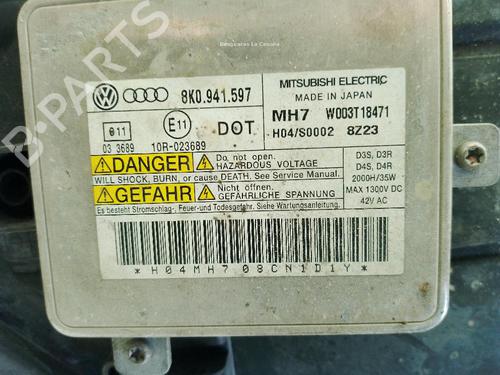 Desguaces La Cabaña
8K0.941.597
MITSUBISHI ELECTRIC
MADE IN JAPAN
MH7 W003T18471
H04/S0002 8Z23
e11 E11 DOT
03 3689 10R-023689
DANGER Do not open. HAZARDOUS VOLTAGE
WILL SHOCK, BURN, or cause DEATH. See Service Manual.
GEFAHR Nicht öffnen. GEFÄHRLICHE SPANNUNG
Es besteht Stromschlag-, Feuer-und Todesgefahr. Siehe Wartungsanleitung.
D3S, D3R
D4S, D4R
2000H/35W
MAX 1300V DC
42V AC
*H04MH708CN1D1Y*
B-PARTS